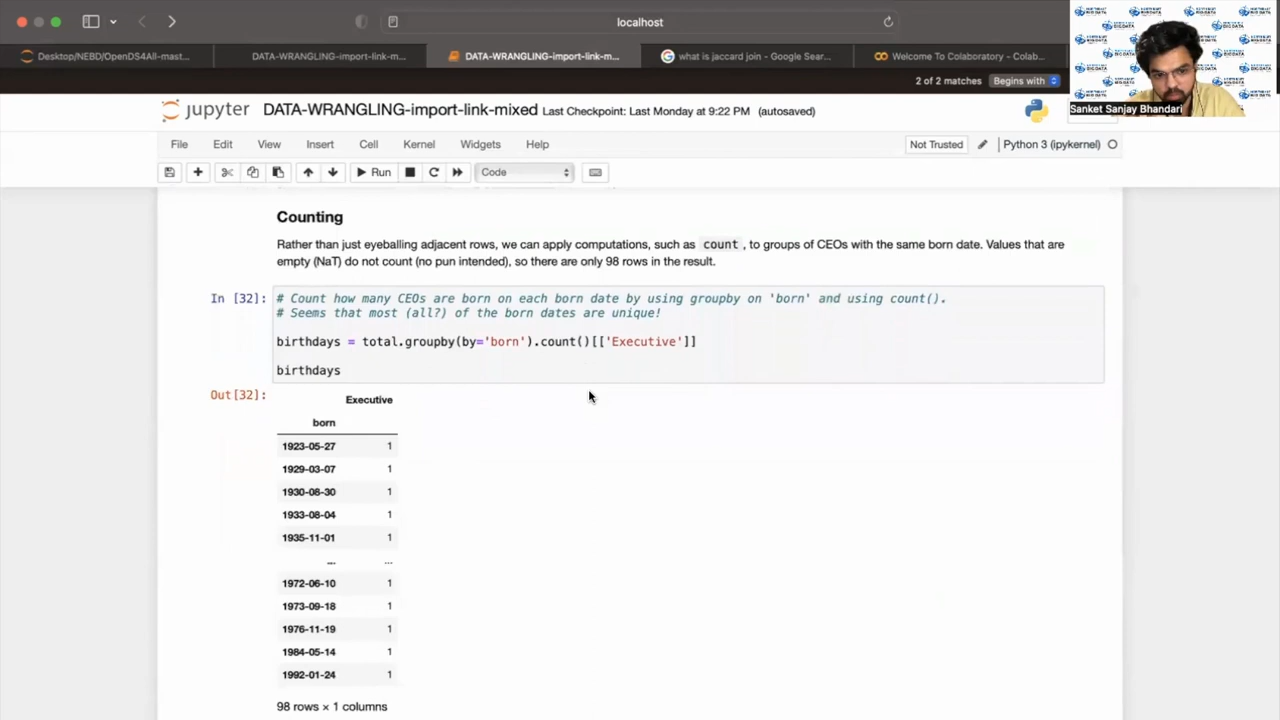 localhost
Desktop/NEBD/OpenDS4All-mast...
DATA-WRANGLING-import-link-m...
DATA-WRANGLING-import-link-m...
what is jaccard join - Google Sear...
Welcome To Colaboratory - Colab...
2 of 2 matches
Begins with
Sanket Sanjay Bhandari
jupyter DATA-WRANGLING-import-link-mixed Last Checkpoint: Last Monday at 9:22 PM (autosaved)
File Edit View Insert Cell Kernel Widgets Help
Not Trusted
Python 3 (ipykernel)
Run
Code
Counting
Rather than just eyeballing adjacent rows, we can apply computations, such as count , to groups of CEOs with the same born date. Values that are
empty (NaT) do not count (no pun intended), so there are only 98 rows in the result.
In [32]:
# Count how many CEOs are born on each born date by using groupby on 'born' and using count().
# Seems that most (all?) of the born dates are unique!
birthdays = total.groupby(by='born').count()[['Executive']]
birthdays
Out[32]:
Executive
born
1923-05-27 1
1929-03-07 1
1930-08-30 1
1933-08-04 1
1935-11-01 1
... ...
1972-06-10 1
1973-09-18 1
1976-11-19 1
1984-05-14 1
1992-01-24 1
98 rows × 1 columns